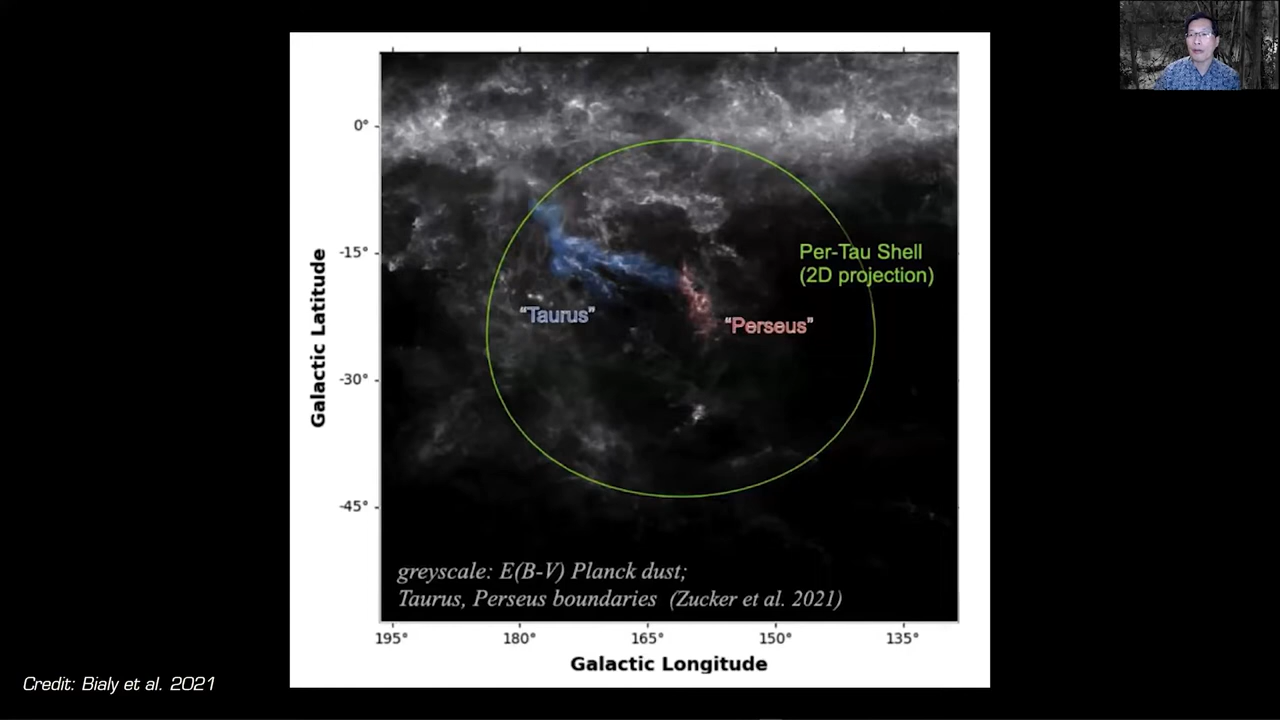 0°
-15°
-30°
-45°
Galactic Latitude
Per-Tau Shell
(2D projection)
“Taurus”
“Perseus”
greyscale: E(B-V) Planck dust;
Taurus, Perseus boundaries (Zucker et al. 2021)
195°
180°
165°
150°
135°
Galactic Longitude
Credit: Bialy et al. 2021